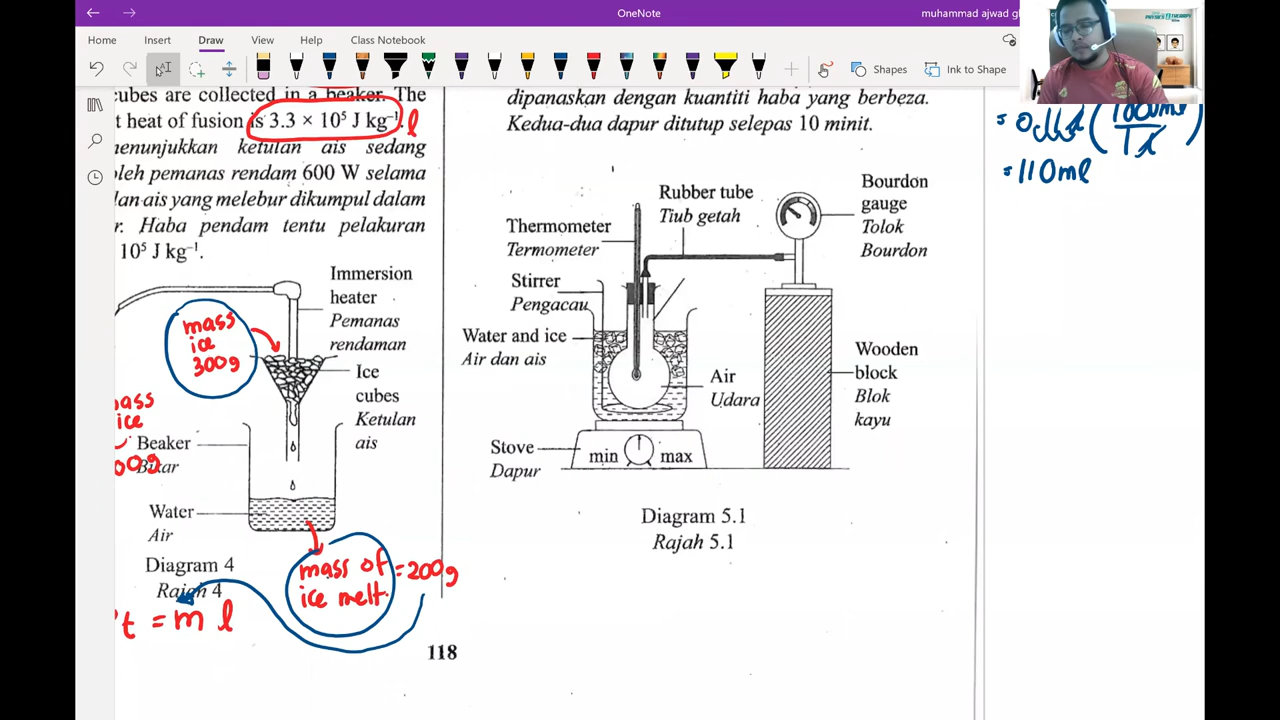 OneNote
muhammad ajwad gh
Home Insert Draw View Help Class Notebook
Shapes
Ink to Shape
PHYSICS THERAPY
cubes are collected in a beaker. The
t heat of fusion is 3.3 × 10⁵ J kg⁻¹. l
menunjukkan ketulan ais sedang
oleh pemanas rendam 600 W selama
lan ais yang melebur dikumpul dalam
r. Haba pendam tentu pelakuran
10⁵ J kg⁻¹.
Immersion
heater
Pemanas
rendaman
mass
ice
300g
Ice
cubes
Ketulan
ais
ass
ice
00g
Beaker
Bikar
Water
Air
Diagram 4
Rajah 4
mass of
ice melt.
=200g
t = m l
118
dipanaskan dengan kuantiti haba yang berbeza.
Kedua-dua dapur ditutup selepas 10 minit.
Rubber tube
Tiub getah
Bourdon
gauge
Tolok
Bourdon
Thermometer
Termometer
Stirrer
Pengacau
Water and ice
Air dan ais
Air
Udara
Wooden
block
Blok
kayu
Stove
Dapur
min max
Diagram 5.1
Rajah 5.1
= 110ml